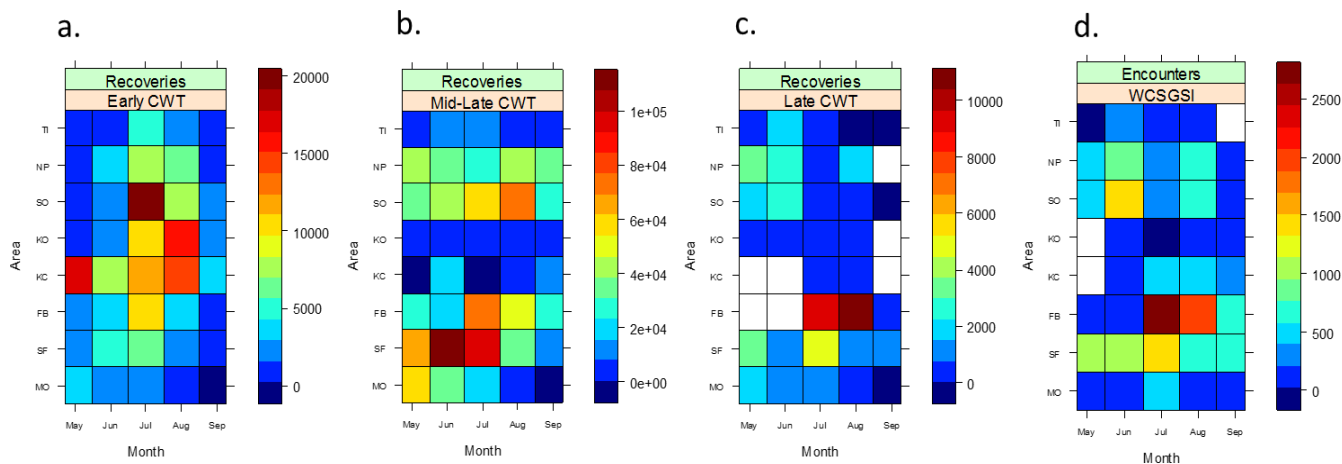 a.
Recoveries
Early CWT
TI
NP
SO
KO
KC
FB
SF
MO
May Jun Jul Aug Sep
Month
Area
20000
15000
10000
5000
0
b.
Recoveries
Mid-Late CWT
TI
NP
SO
KO
KC
FB
SF
MO
May Jun Jul Aug Sep
Month
Area
1e+05
8e+04
6e+04
4e+04
2e+04
0e+00
c.
Recoveries
Late CWT
TI
NP
SO
KO
KC
FB
SF
MO
May Jun Jul Aug Sep
Month
Area
10000
8000
6000
4000
2000
0
d.
Encounters
WCSGSI
TI
NP
SO
KO
KC
FB
SF
MO
May Jun Jul Aug Sep
Month
Area
2500
2000
1500
1000
500
0